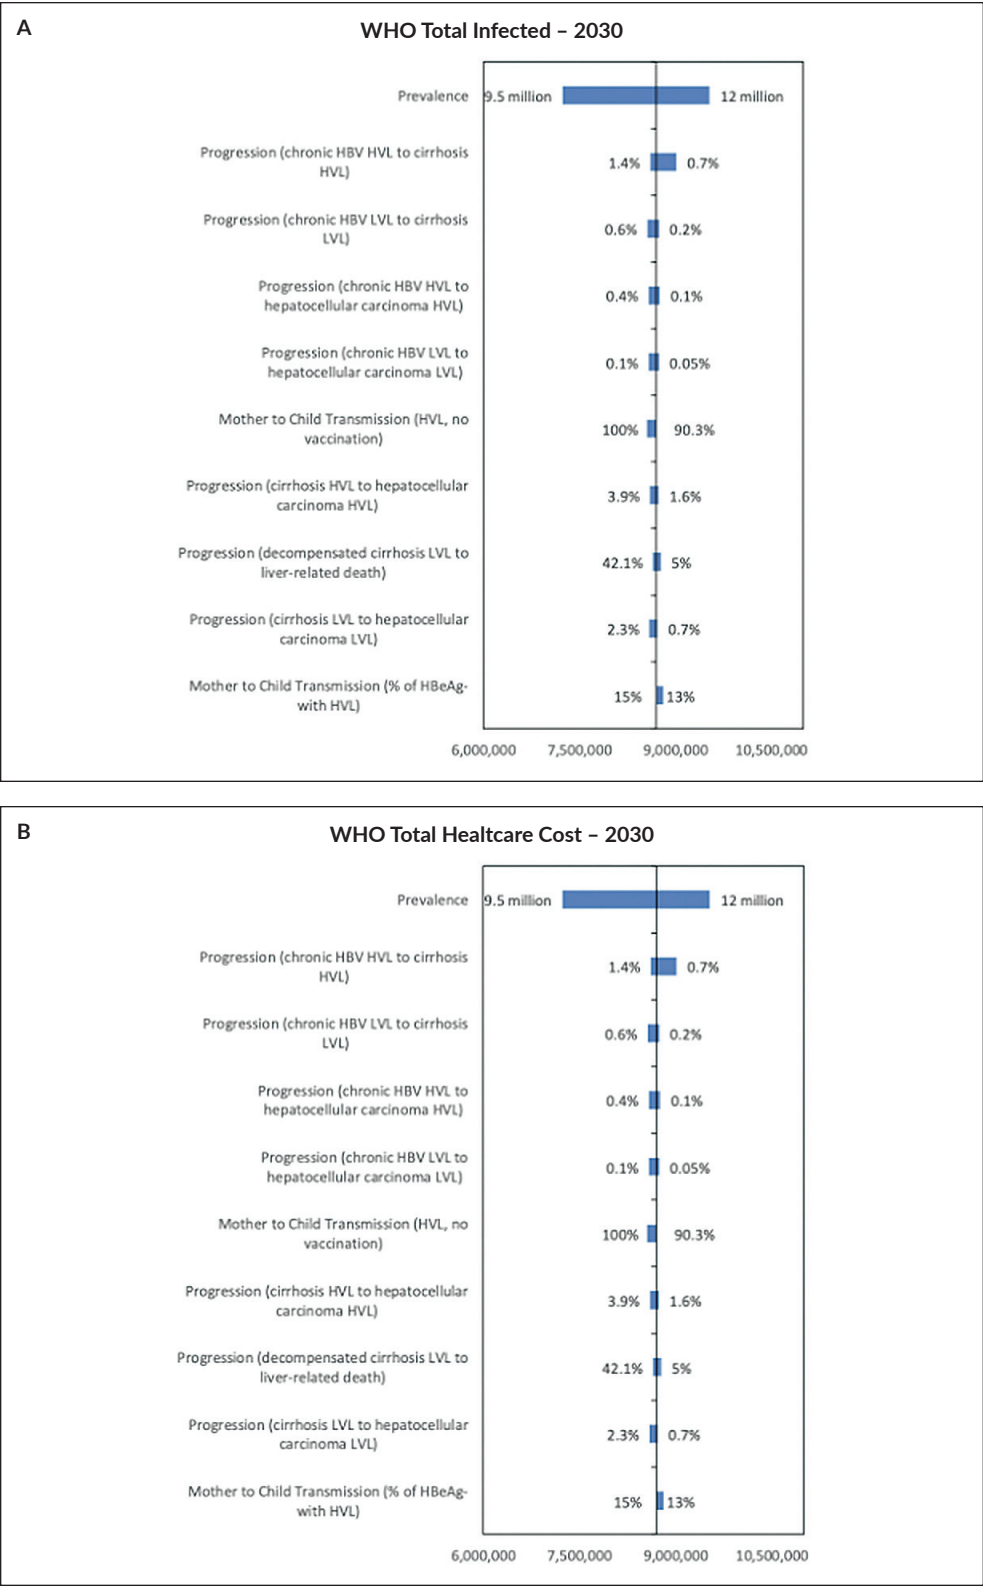 A
WHO Total Infected – 2030
Prevalence 9.5 million 12 million
Progression (chronic HBV HVL to cirrhosis
HVL) 1.4% 0.7%
Progression (chronic HBV LVL to cirrhosis
LVL) 0.6% 0.2%
Progression (chronic HBV HVL to
hepatocellular carcinoma HVL) 0.4% 0.1%
Progression (chronic HBV LVL to
hepatocellular carcinoma LVL) 0.1% 0.05%
Mother to Child Transmission (HVL, no
vaccination) 100% 90.3%
Progression (cirrhosis HVL to hepatocellular
carcinoma HVL) 3.9% 1.6%
Progression (decompensated cirrhosis LVL to
liver-related death) 42.1% 5%
Progression (cirrhosis LVL to hepatocellular
carcinoma LVL) 2.3% 0.7%
Mother to Child Transmission (% of HBeAg-
with HVL) 15% 13%
6,000,000 7,500,000 9,000,000 10,500,000
B
WHO Total Healtcare Cost – 2030
Prevalence 9.5 million 12 million
Progression (chronic HBV HVL to cirrhosis
HVL) 1.4% 0.7%
Progression (chronic HBV LVL to cirrhosis
LVL) 0.6% 0.2%
Progression (chronic HBV HVL to
hepatocellular carcinoma HVL) 0.4% 0.1%
Progression (chronic HBV LVL to
hepatocellular carcinoma LVL) 0.1% 0.05%
Mother to Child Transmission (HVL, no
vaccination) 100% 90.3%
Progression (cirrhosis HVL to hepatocellular
carcinoma HVL) 3.9% 1.6%
Progression (decompensated cirrhosis LVL to
liver-related death) 42.1% 5%
Progression (cirrhosis LVL to hepatocellular
carcinoma LVL) 2.3% 0.7%
Mother to Child Transmission (% of HBeAg-
with HVL) 15% 13%
6,000,000 7,500,000 9,000,000 10,500,000